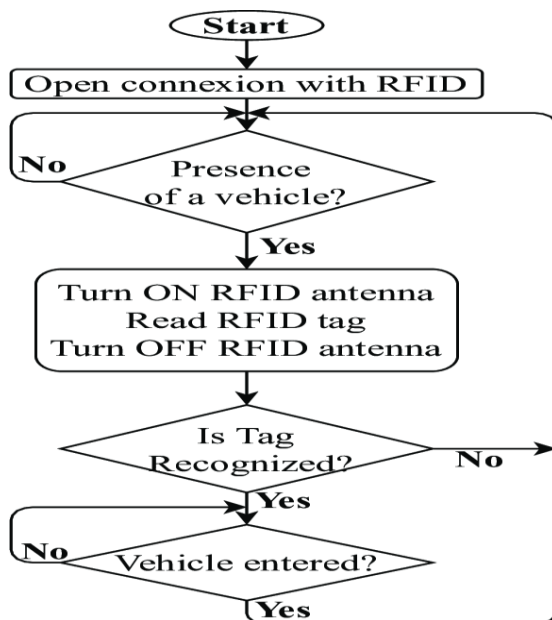 Start
Open connexion with RFID
No
Presence
of a vehicle?
Yes
Turn ON RFID antenna
Read RFID tag
Turn OFF RFID antenna
Is Tag
Recognized?
No
Yes
No
Vehicle entered?
Yes